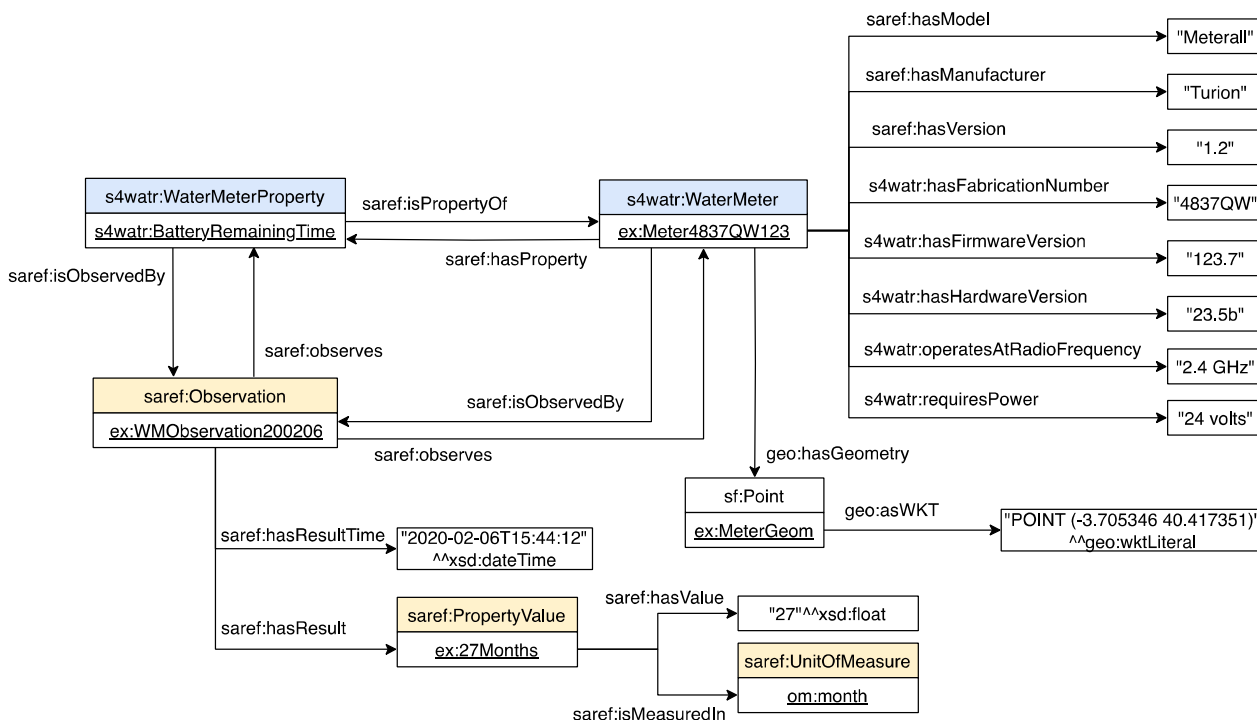 saref:hasModel
"Meterall"
saref:hasManufacturer
"Turion"
saref:hasVersion
"1.2"
s4watr:WaterMeterProperty
s4watr:BatteryRemainingTime
saref:isPropertyOf
saref:hasProperty
s4watr:WaterMeter
ex:Meter4837QW123
s4watr:hasFabricationNumber
"4837QW"
s4watr:hasFirmwareVersion
"123.7"
s4watr:hasHardwareVersion
"23.5b"
s4watr:operatesAtRadioFrequency
"2.4 GHz"
s4watr:requiresPower
"24 volts"
saref:isObservedBy
saref:observes
saref:Observation
ex:WMObservation200206
saref:isObservedBy
saref:observes
geo:hasGeometry
sf:Point
ex:MeterGeom
geo:asWKT
"POINT (-3.705346 40.417351)"
^^geo:wktLiteral
saref:hasResultTime
"2020-02-06T15:44:12"
^^xsd:dateTime
saref:hasResult
saref:PropertyValue
ex:27Months
saref:hasValue
"27"^^xsd:float
saref:UnitOfMeasure
om:month
saref:isMeasuredIn